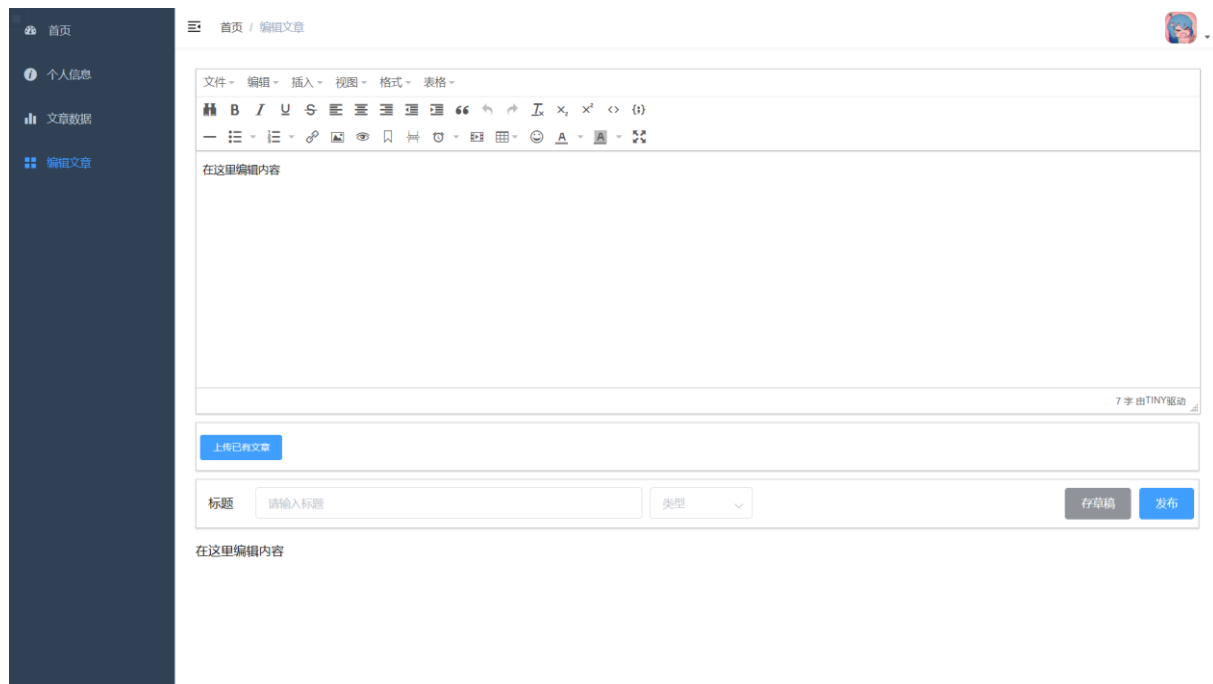 首页
个人信息
文章数据
编辑文章
首页 / 编辑文章
文件 编辑 插入 视图 格式 表格
在这里编辑内容
7 字 由TINY驱动
上传已有文章
标题 请输入标题 类型 存草稿 发布
在这里编辑内容